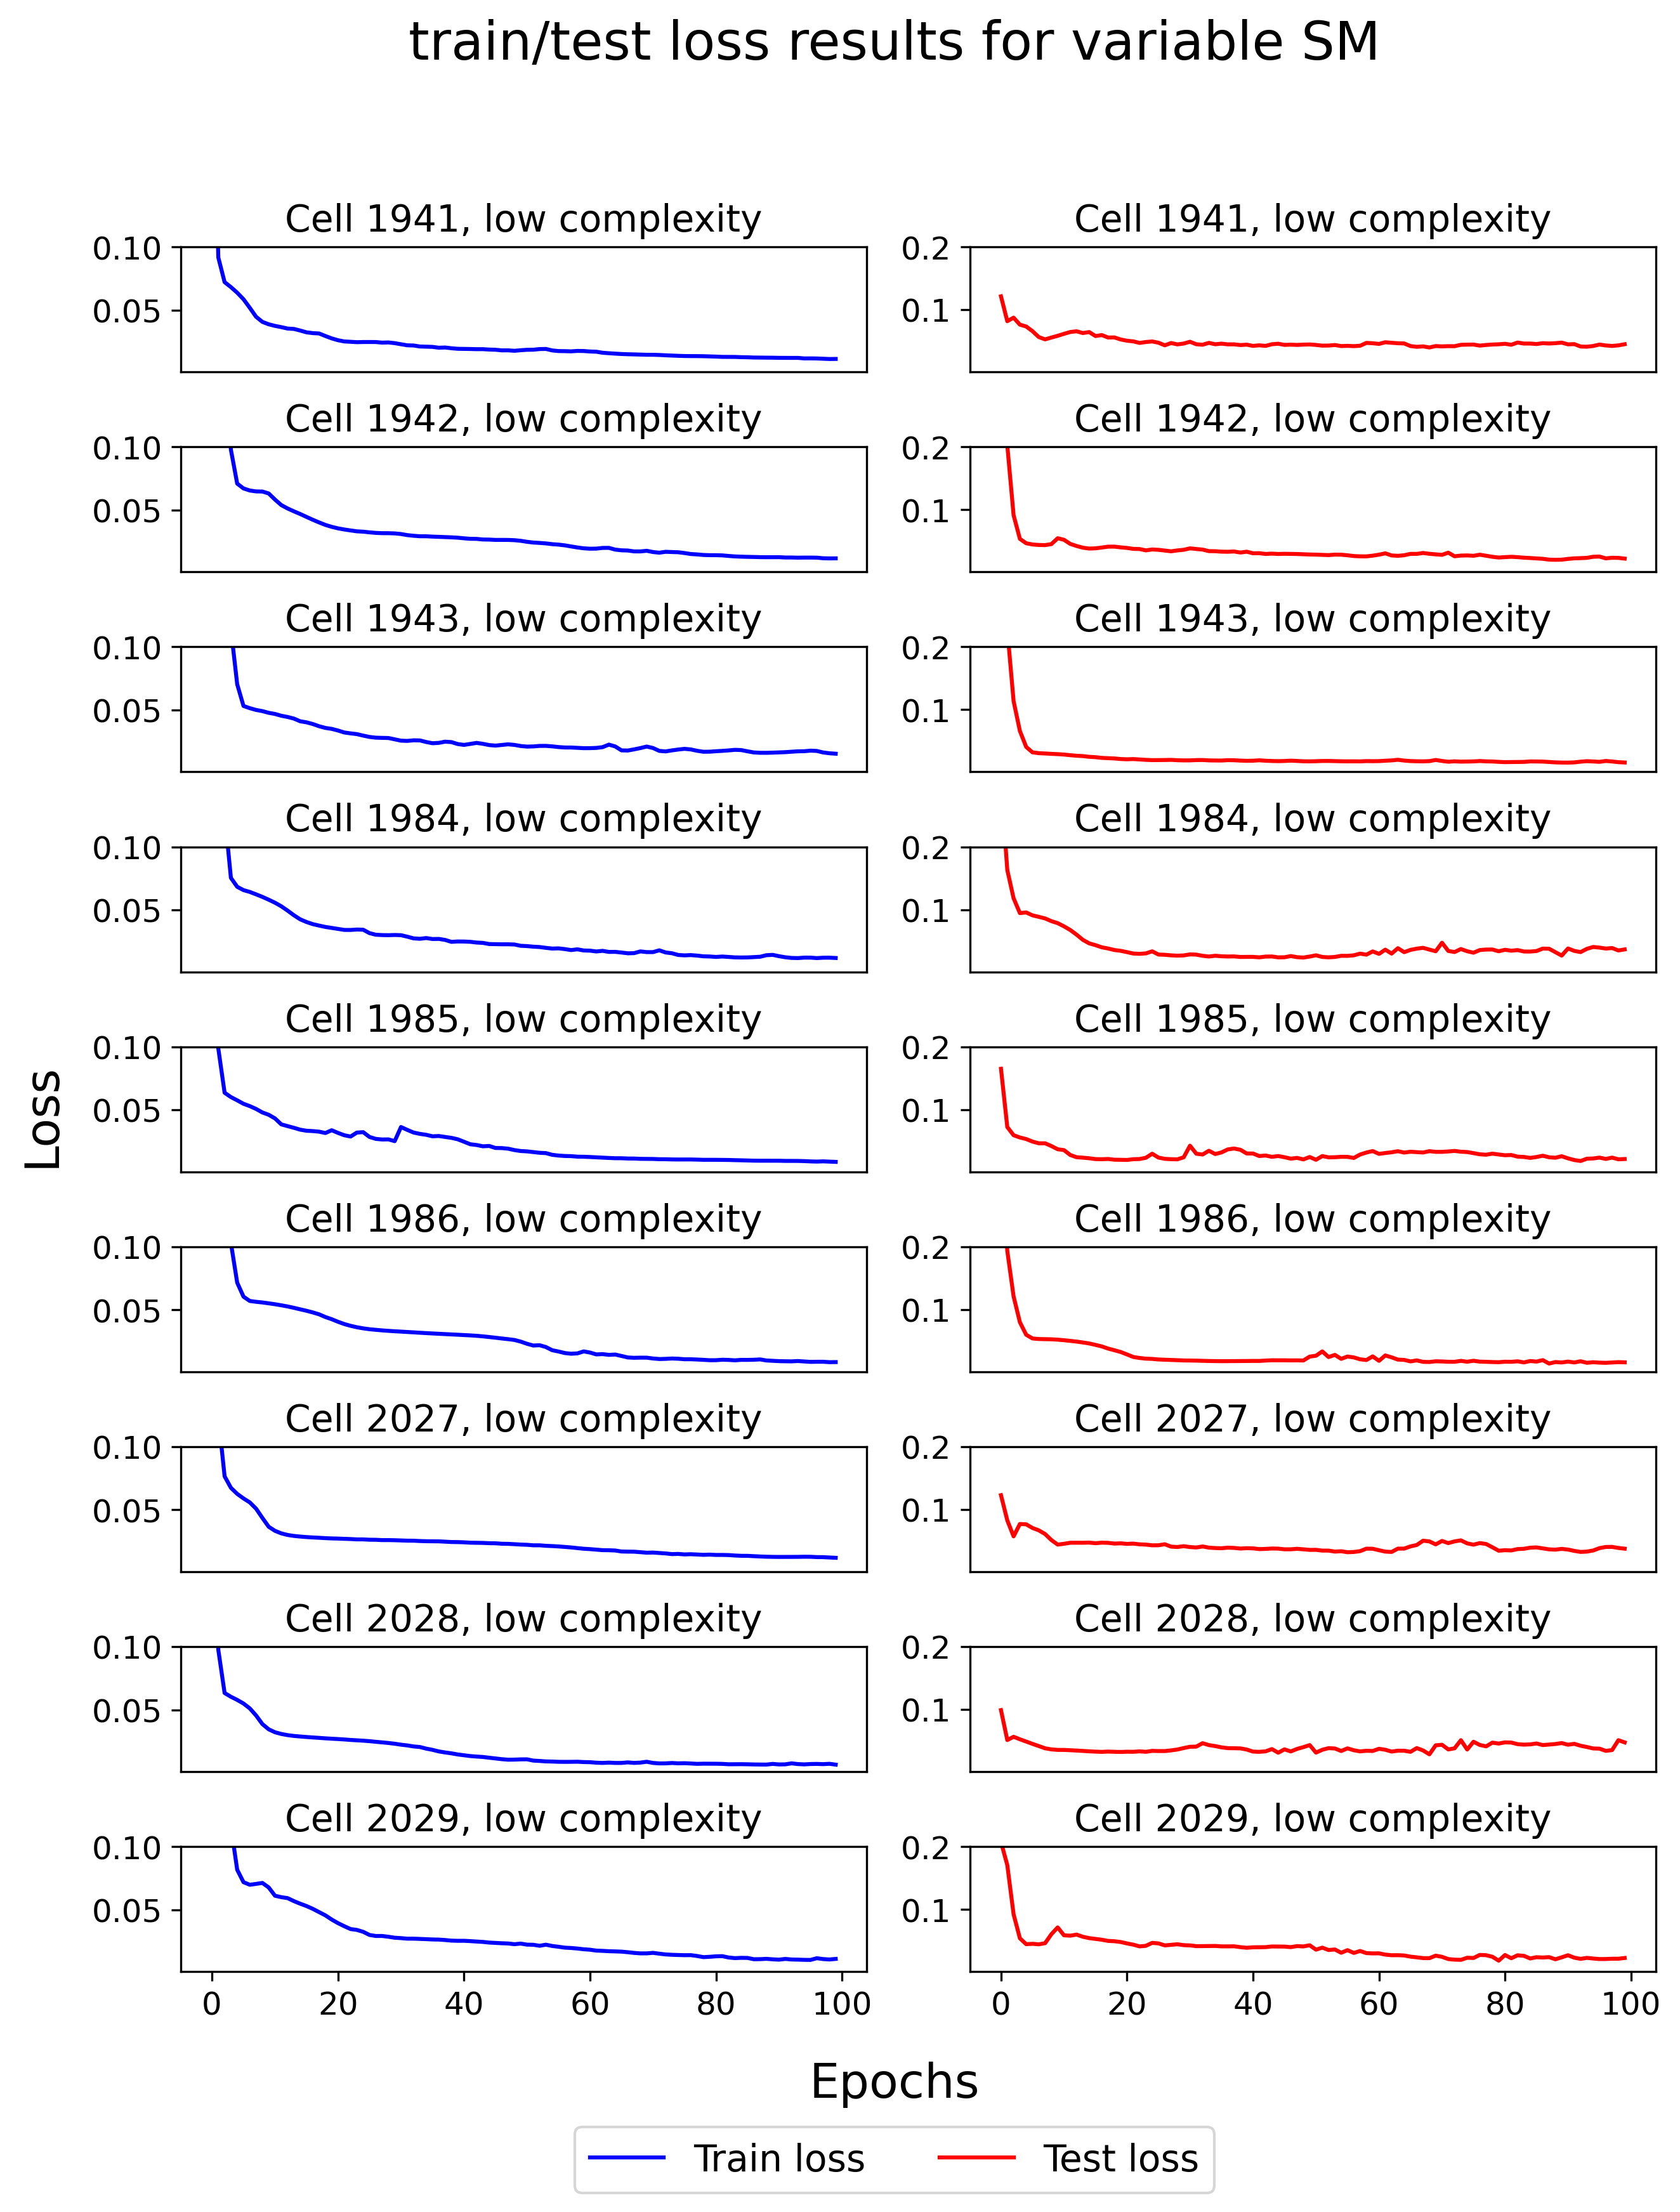 train/test loss results for variable SM
Cell 1941, low complexity
Cell 1941, low complexity
0.10
0.05
0.2
0.1
Cell 1942, low complexity
Cell 1942, low complexity
0.10
0.05
0.2
0.1
Cell 1943, low complexity
Cell 1943, low complexity
0.10
0.05
0.2
0.1
Cell 1984, low complexity
Cell 1984, low complexity
0.10
0.05
0.2
0.1
Cell 1985, low complexity
Cell 1985, low complexity
0.10
0.05
0.2
0.1
Loss
Cell 1986, low complexity
Cell 1986, low complexity
0.10
0.05
0.2
0.1
Cell 2027, low complexity
Cell 2027, low complexity
0.10
0.05
0.2
0.1
Cell 2028, low complexity
Cell 2028, low complexity
0.10
0.05
0.2
0.1
Cell 2029, low complexity
Cell 2029, low complexity
0.10
0.05
0.2
0.1
0 20 40 60 80 100
0 20 40 60 80 100
Epochs
Train loss
Test loss